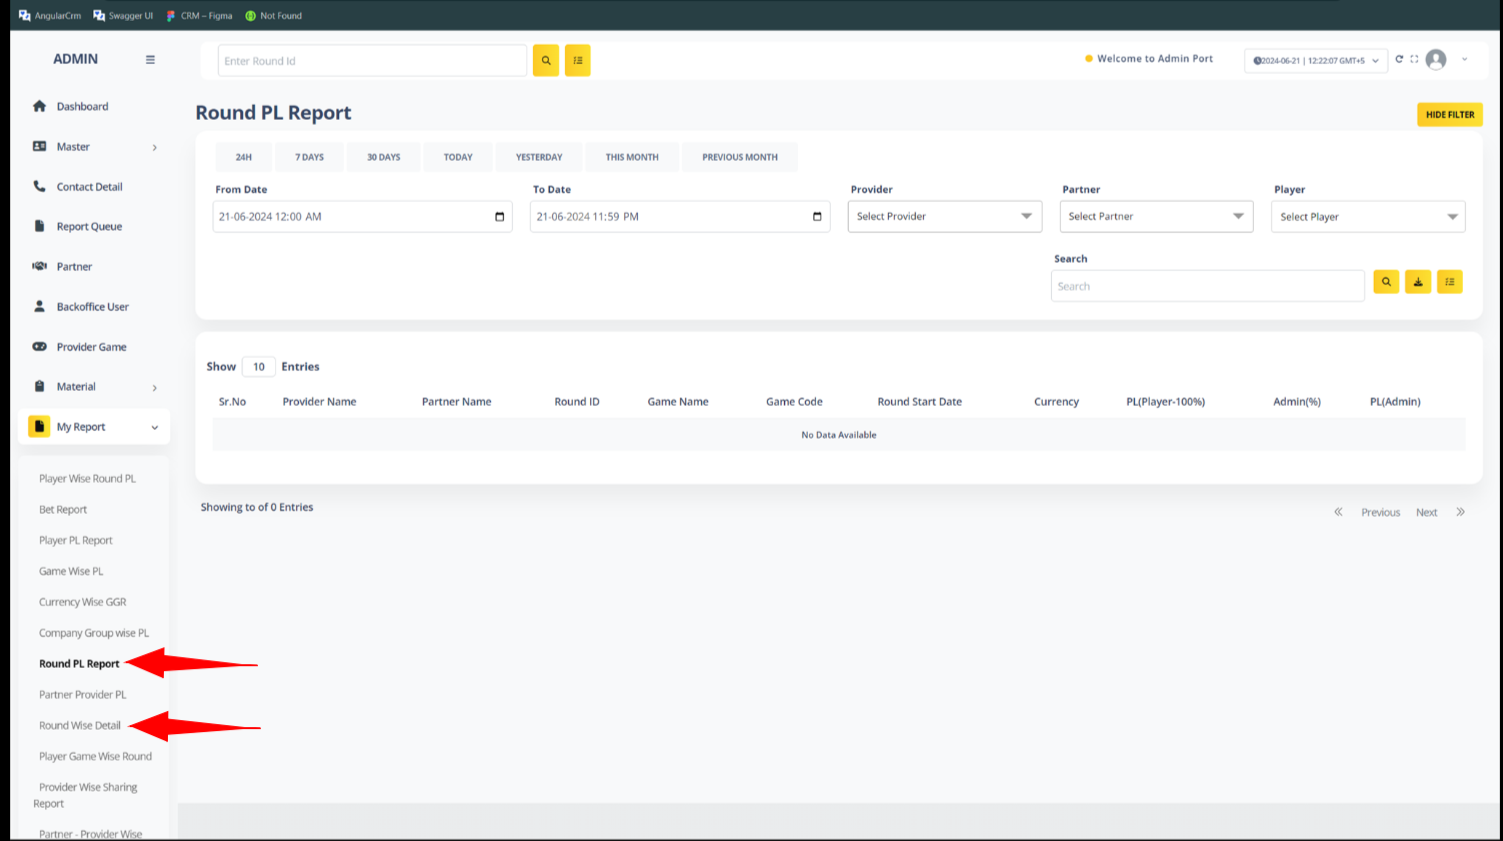 AngularCrm Swagger UI CRM – Figma Not Found
ADMIN
Enter Round Id
Welcome to Admin Port
2024-06-21 | 12:22:07 GMT+5
Dashboard
Master
Contact Detail
Report Queue
Partner
Backoffice User
Provider Game
Material
My Report
Player Wise Round PL
Bet Report
Player PL Report
Game Wise PL
Currency Wise GGR
Company Group wise PL
Round PL Report
Partner Provider PL
Round Wise Detail
Player Game Wise Round
Provider Wise Sharing
Report
Partner - Provider Wise
Round PL Report
HIDE FILTER
24H 7 DAYS 30 DAYS TODAY YESTERDAY THIS MONTH PREVIOUS MONTH
From Date To Date Provider Partner Player
21-06-2024 12:00 AM 21-06-2024 11:59 PM Select Provider Select Partner Select Player
Search
Search
Show 10 Entries
Sr.No Provider Name Partner Name Round ID Game Name Game Code Round Start Date Currency PL(Player-100%) Admin(%) PL(Admin)
No Data Available
Showing to of 0 Entries
Previous Next